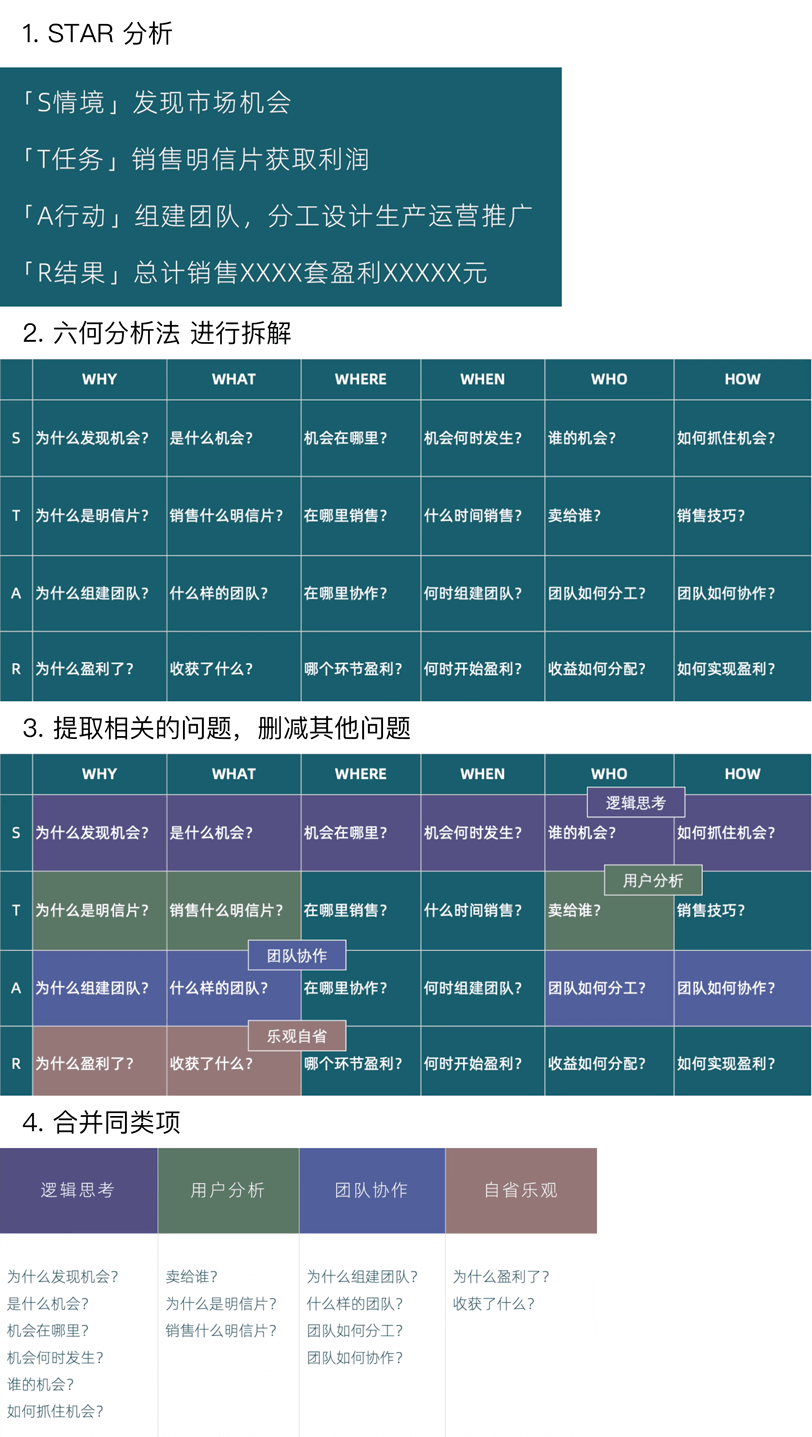 1. STAR 分析
「S情境」发现市场机会
「T任务」销售明信片获取利润
「A行动」组建团队，分工设计生产运营推广
「R结果」总计销售XXXX套盈利XXXXX元
2. 六何分析法 进行拆解
WHY WHAT WHERE WHEN WHO HOW
S 为什么发现机会？ 是什么机会？ 机会在哪里？ 机会何时发生？ 谁的机会？ 如何抓住机会？
T 为什么是明信片？ 销售什么明信片？ 在哪里销售？ 什么时间销售？ 卖给谁？ 销售技巧？
A 为什么组建团队？ 什么样的团队？ 在哪里协作？ 何时组建团队？ 团队如何分工？ 团队如何协作？
R 为什么盈利了？ 收获了什么？ 哪个环节盈利？ 何时开始盈利？ 收益如何分配？ 如何实现盈利？
3. 提取相关的问题，删减其他问题
WHY WHAT WHERE WHEN WHO HOW
逻辑思考
S 为什么发现机会？ 是什么机会？ 机会在哪里？ 机会何时发生？ 谁的机会？ 如何抓住机会？
用户分析
T 为什么是明信片？ 销售什么明信片？ 在哪里销售？ 什么时间销售？ 卖给谁？ 销售技巧？
团队协作
A 为什么组建团队？ 什么样的团队？ 在哪里协作？ 何时组建团队？ 团队如何分工？ 团队如何协作？
乐观自省
R 为什么盈利了？ 收获了什么？ 哪个环节盈利？ 何时开始盈利？ 收益如何分配？ 如何实现盈利？
4. 合并同类项
逻辑思考 用户分析 团队协作 自省乐观
为什么发现机会？ 卖给谁？ 为什么组建团队？ 为什么盈利了？
是什么机会？ 为什么是明信片？ 什么样的团队？ 收获了什么？
机会在哪里？ 销售什么明信片？ 团队如何分工？
机会何时发生？ 团队如何协作？
谁的机会？
如何抓住机会？